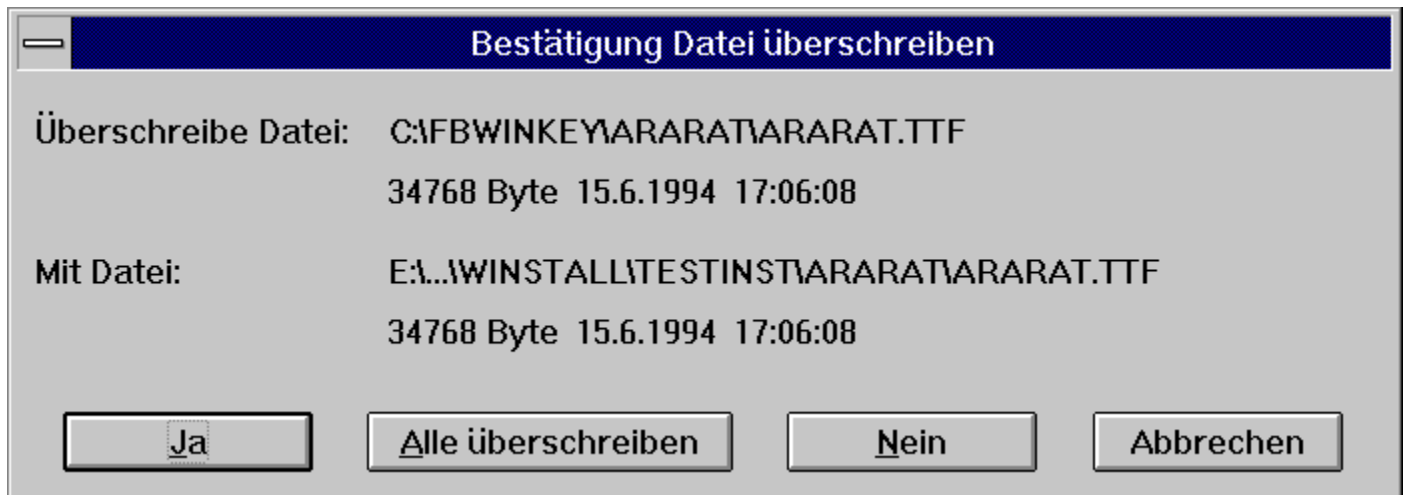 Bestätigung Datei überschreiben
Überschreibe Datei: C:\FBWINKEY\ARARAT\ARARAT.TTF
34768 Byte 15.6.1994 17:06:08
Mit Datei: E:\...\WINSTALL\TESTINST\ARARAT\ARARAT.TTF
34768 Byte 15.6.1994 17:06:08
Ja Alle überschreiben Nein Abbrechen